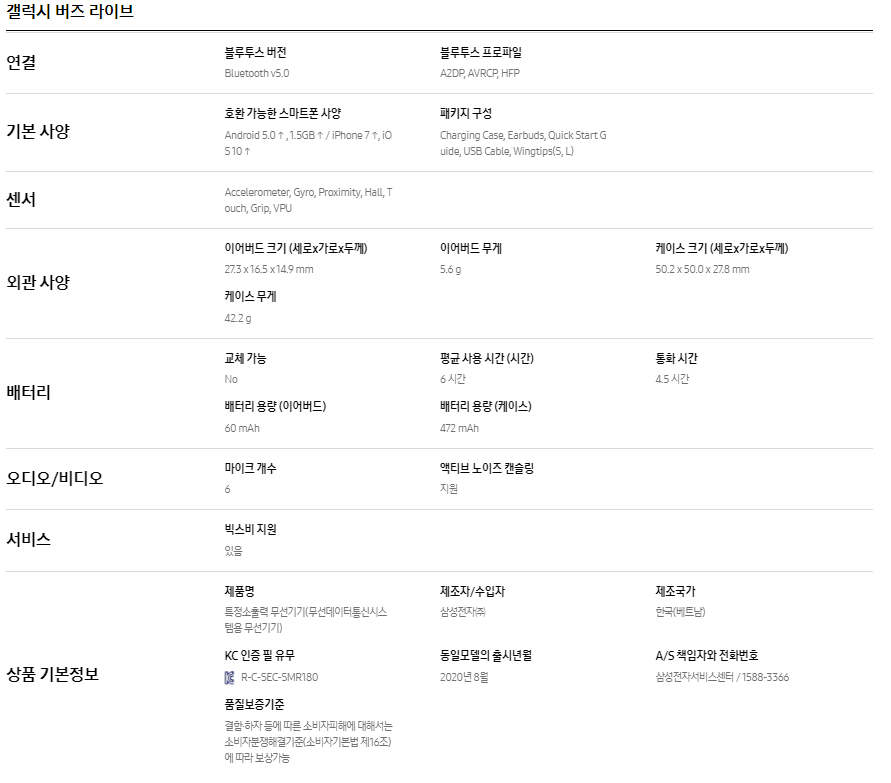 갤럭시 버즈 라이브
연결
블루투스 버전
Bluetooth v5.0
블루투스 프로파일
A2DP, AVRCP, HFP
기본 사양
호환 가능한 스마트폰 사양
Android 5.0↑, 1.5GB↑ / iPhone 7↑, iO
S10↑
패키지 구성
Charging Case, Earbuds, Quick Start G
uide, USB Cable, Wingtips(S, L)
센서
Accelerometer, Gyro, Proximity, Hall, T
ouch, Grip, VPU
외관 사양
이어버드 크기 (세로x가로x두께)
27.3 x 16.5 x 14.9 mm
이어버드 무게
5.6 g
케이스 크기 (세로x가로x두께)
50.2 x 50.0 x 27.8 mm
케이스 무게
42.2 g
배터리
교체 가능
No
평균 사용 시간 (시간)
6 시간
통화 시간
4.5 시간
배터리 용량 (이어버드)
60 mAh
배터리 용량 (케이스)
472 mAh
오디오/비디오
마이크 개수
6
액티브 노이즈 캔슬링
지원
서비스
빅스비 지원
있음
상품 기본정보
제품명
특정소출력 무선기기(무선데이터통신시스
템용 무선기기)
제조자/수입자
삼성전자㈜
제조국가
한국(베트남)
KC 인증 필 유무
R-C-SEC-SMR180
동일모델의 출시년월
2020년 8월
A/S 책임자와 전화번호
삼성전자서비스센터 / 1588-3366
품질보증기준
결함·하자 등에 따른 소비자피해에 대해서는
소비자분쟁해결기준(소비자기본법 제16조)
에 따라 보상가능